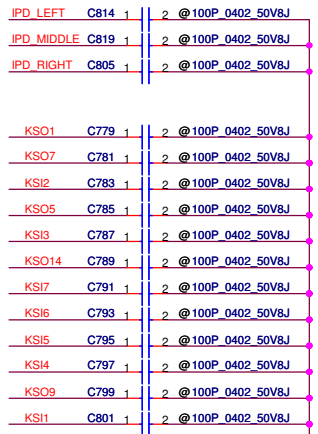 IPD_LEFT C814 1 2 @100P_0402_50V8J
IPD_MIDDLE C819 1 2 @100P_0402_50V8J
IPD_RIGHT C805 1 2 @100P_0402_50V8J
KSO1 C779 1 2 @100P_0402_50V8J
KSO7 C781 1 2 @100P_0402_50V8J
KSI2 C783 1 2 @100P_0402_50V8J
KSO5 C785 1 2 @100P_0402_50V8J
KSI3 C787 1 2 @100P_0402_50V8J
KSO14 C789 1 2 @100P_0402_50V8J
KSI7 C791 1 2 @100P_0402_50V8J
KSI6 C793 1 2 @100P_0402_50V8J
KSI5 C795 1 2 @100P_0402_50V8J
KSI4 C797 1 2 @100P_0402_50V8J
KSO9 C799 1 2 @100P_0402_50V8J
KSI1 C801 1 2 @100P_0402_50V8J